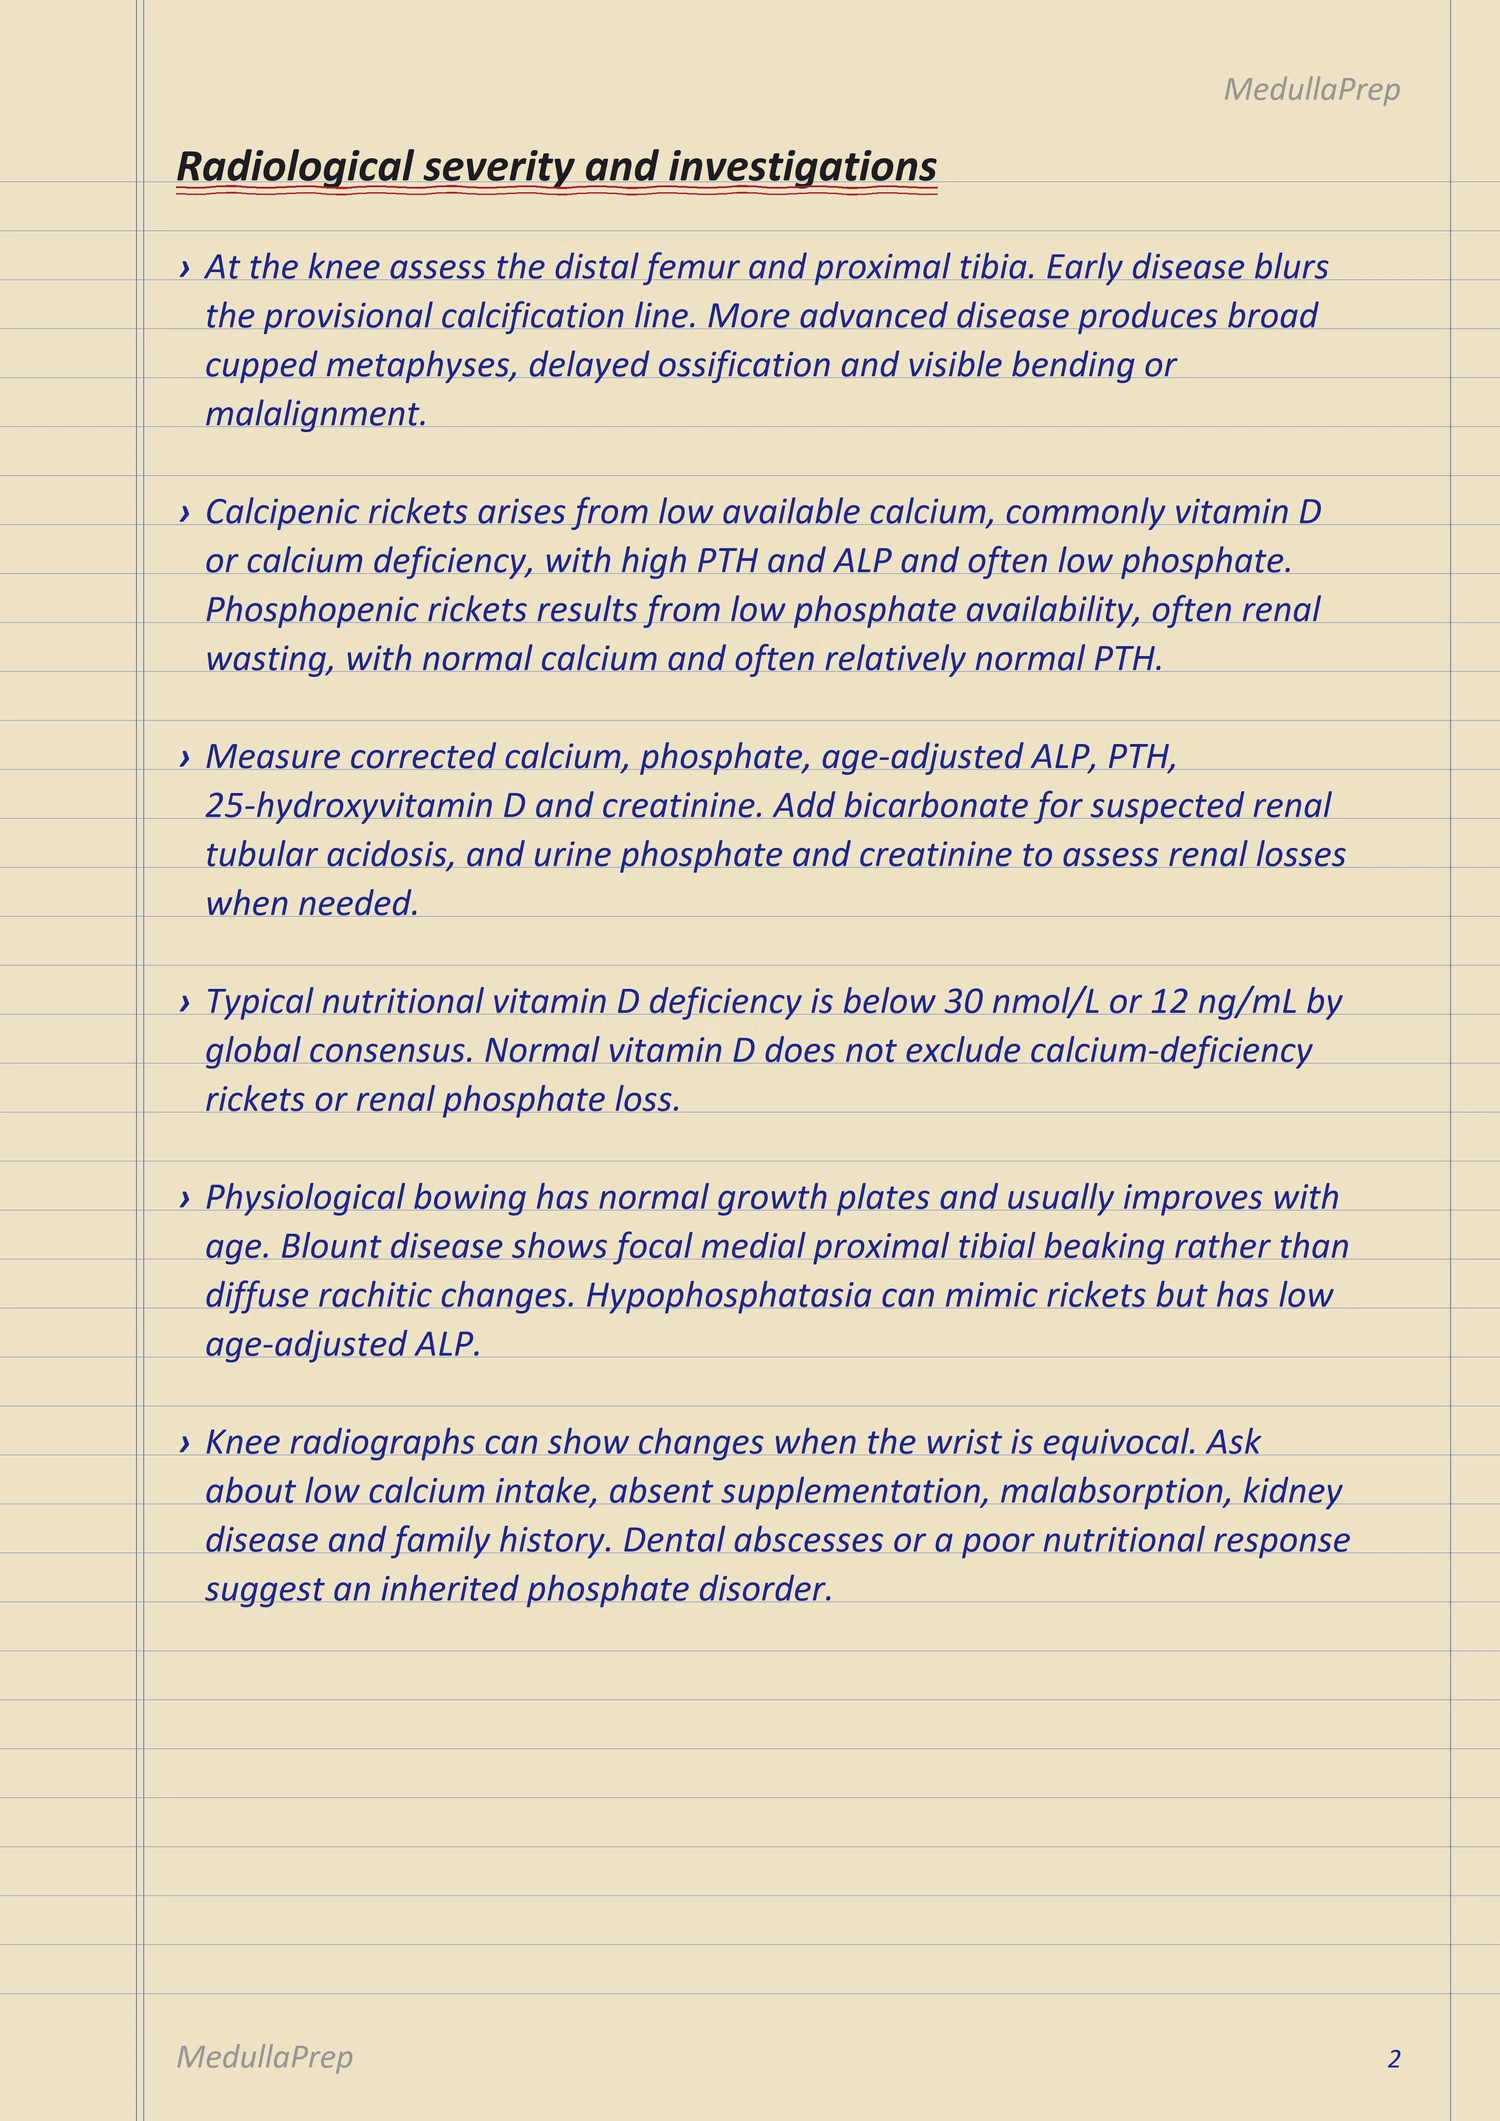 MedullaPrep
Radiological severity and investigations
› At the knee assess the distal femur and proximal tibia. Early disease blurs
the provisional calcification line. More advanced disease produces broad
cupped metaphyses, delayed ossification and visible bending or
malalignment.
› Calcipenic rickets arises from low available calcium, commonly vitamin D
or calcium deficiency, with high PTH and ALP and often low phosphate.
Phosphopenic rickets results from low phosphate availability, often renal
wasting, with normal calcium and often relatively normal PTH.
› Measure corrected calcium, phosphate, age-adjusted ALP, PTH,
25-hydroxyvitamin D and creatinine. Add bicarbonate for suspected renal
tubular acidosis, and urine phosphate and creatinine to assess renal losses
when needed.
› Typical nutritional vitamin D deficiency is below 30 nmol/L or 12 ng/mL by
global consensus. Normal vitamin D does not exclude calcium-deficiency
rickets or renal phosphate loss.
› Physiological bowing has normal growth plates and usually improves with
age. Blount disease shows focal medial proximal tibial beaking rather than
diffuse rachitic changes. Hypophosphatasia can mimic rickets but has low
age-adjusted ALP.
› Knee radiographs can show changes when the wrist is equivocal. Ask
about low calcium intake, absent supplementation, malabsorption, kidney
disease and family history. Dental abscesses or a poor nutritional response
suggest an inherited phosphate disorder.
MedullaPrep
2